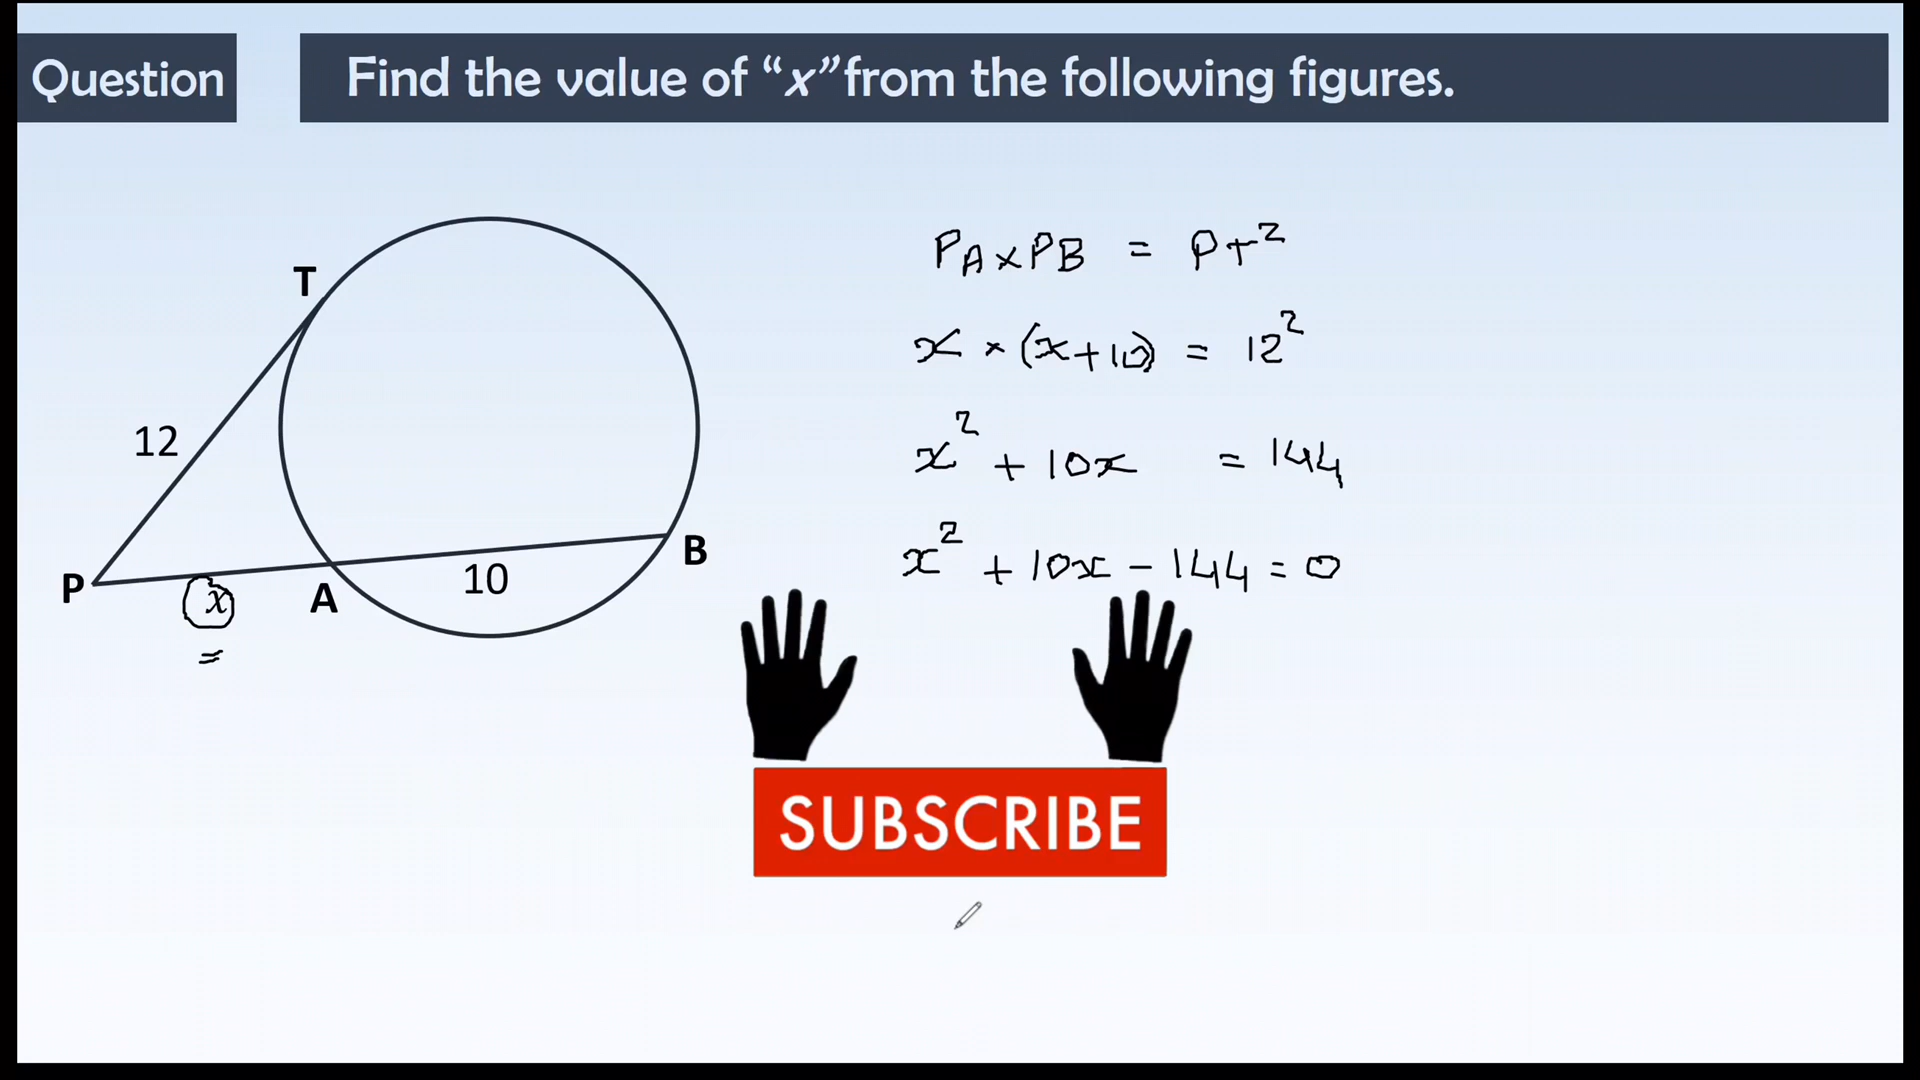 Question
Find the value of “x” from the following figures.
T
12
P
x
=
A
10
B
PA × PB = PT²
x × (x + 10) = 12²
x² + 10x = 144
x² + 10x − 144 = 0
SUBSCRIBE